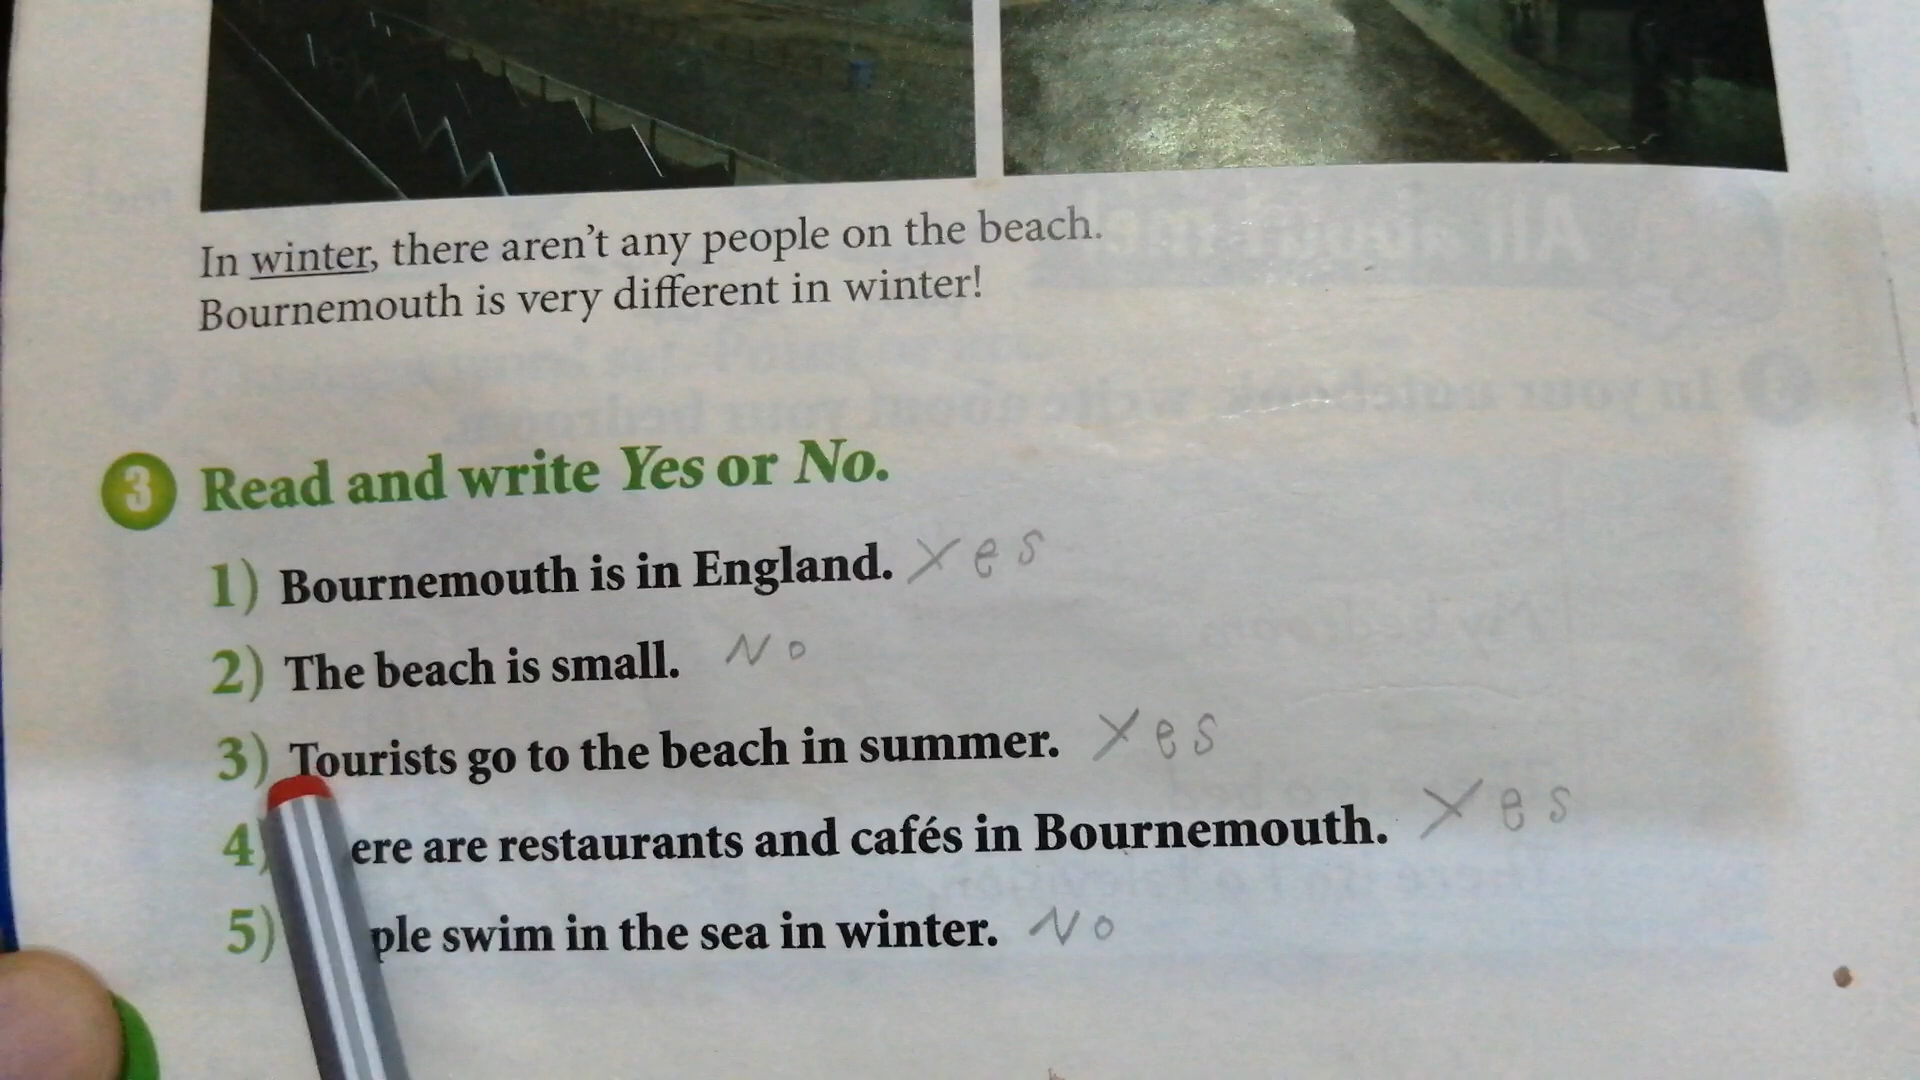 In winter, there aren't any people on the beach.
Bournemouth is very different in winter!
3 Read and write Yes or No.
1) Bournemouth is in England. Yes
2) The beach is small. No
3) Tourists go to the beach in summer. Yes
4) ere are restaurants and cafés in Bournemouth. Yes
5) ple swim in the sea in winter. No